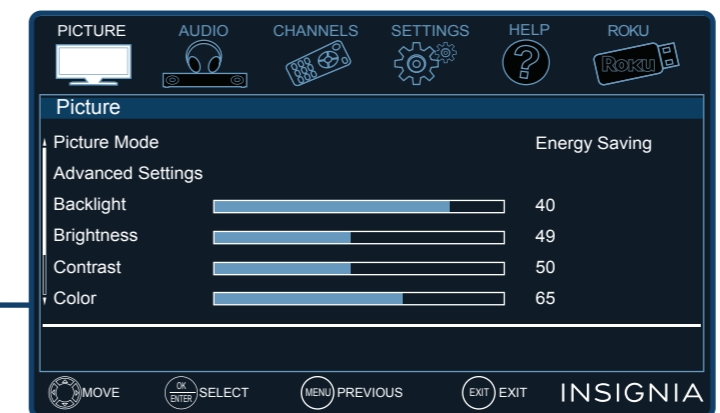 PICTURE AUDIO CHANNELS SETTINGS HELP ROKU
ROKU
Picture
Picture Mode Energy Saving
Advanced Settings
Backlight 40
Brightness 49
Contrast 50
Color 65
MOVE OK ENTER SELECT MENU PREVIOUS EXIT EXIT INSIGNIA